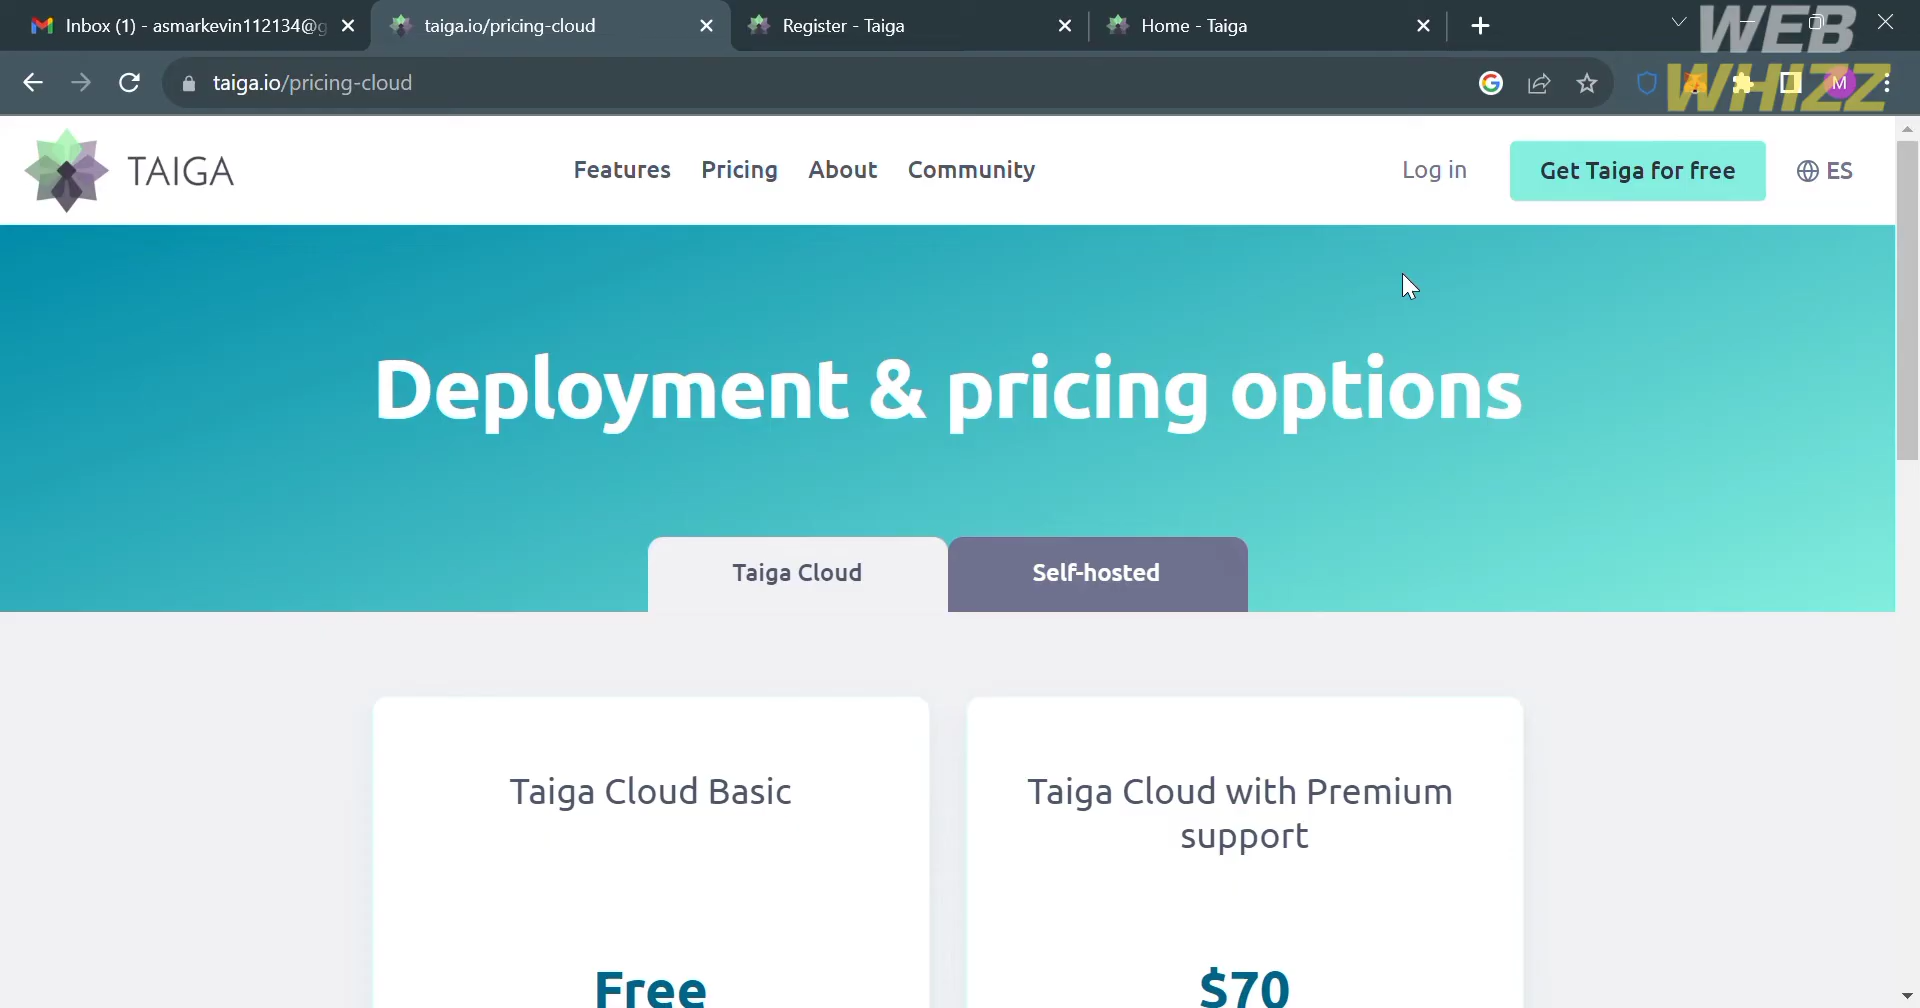 Inbox (1) - asmarkevin112134@g
taiga.io/pricing-cloud
Register - Taiga
Home - Taiga
WEB
WHIZZ
taiga.io/pricing-cloud
M
TAIGA
Features
Pricing
About
Community
Log in
Get Taiga for free
ES
Deployment & pricing options
Taiga Cloud
Self-hosted
Taiga Cloud Basic
Taiga Cloud with Premium
support
Free
$70